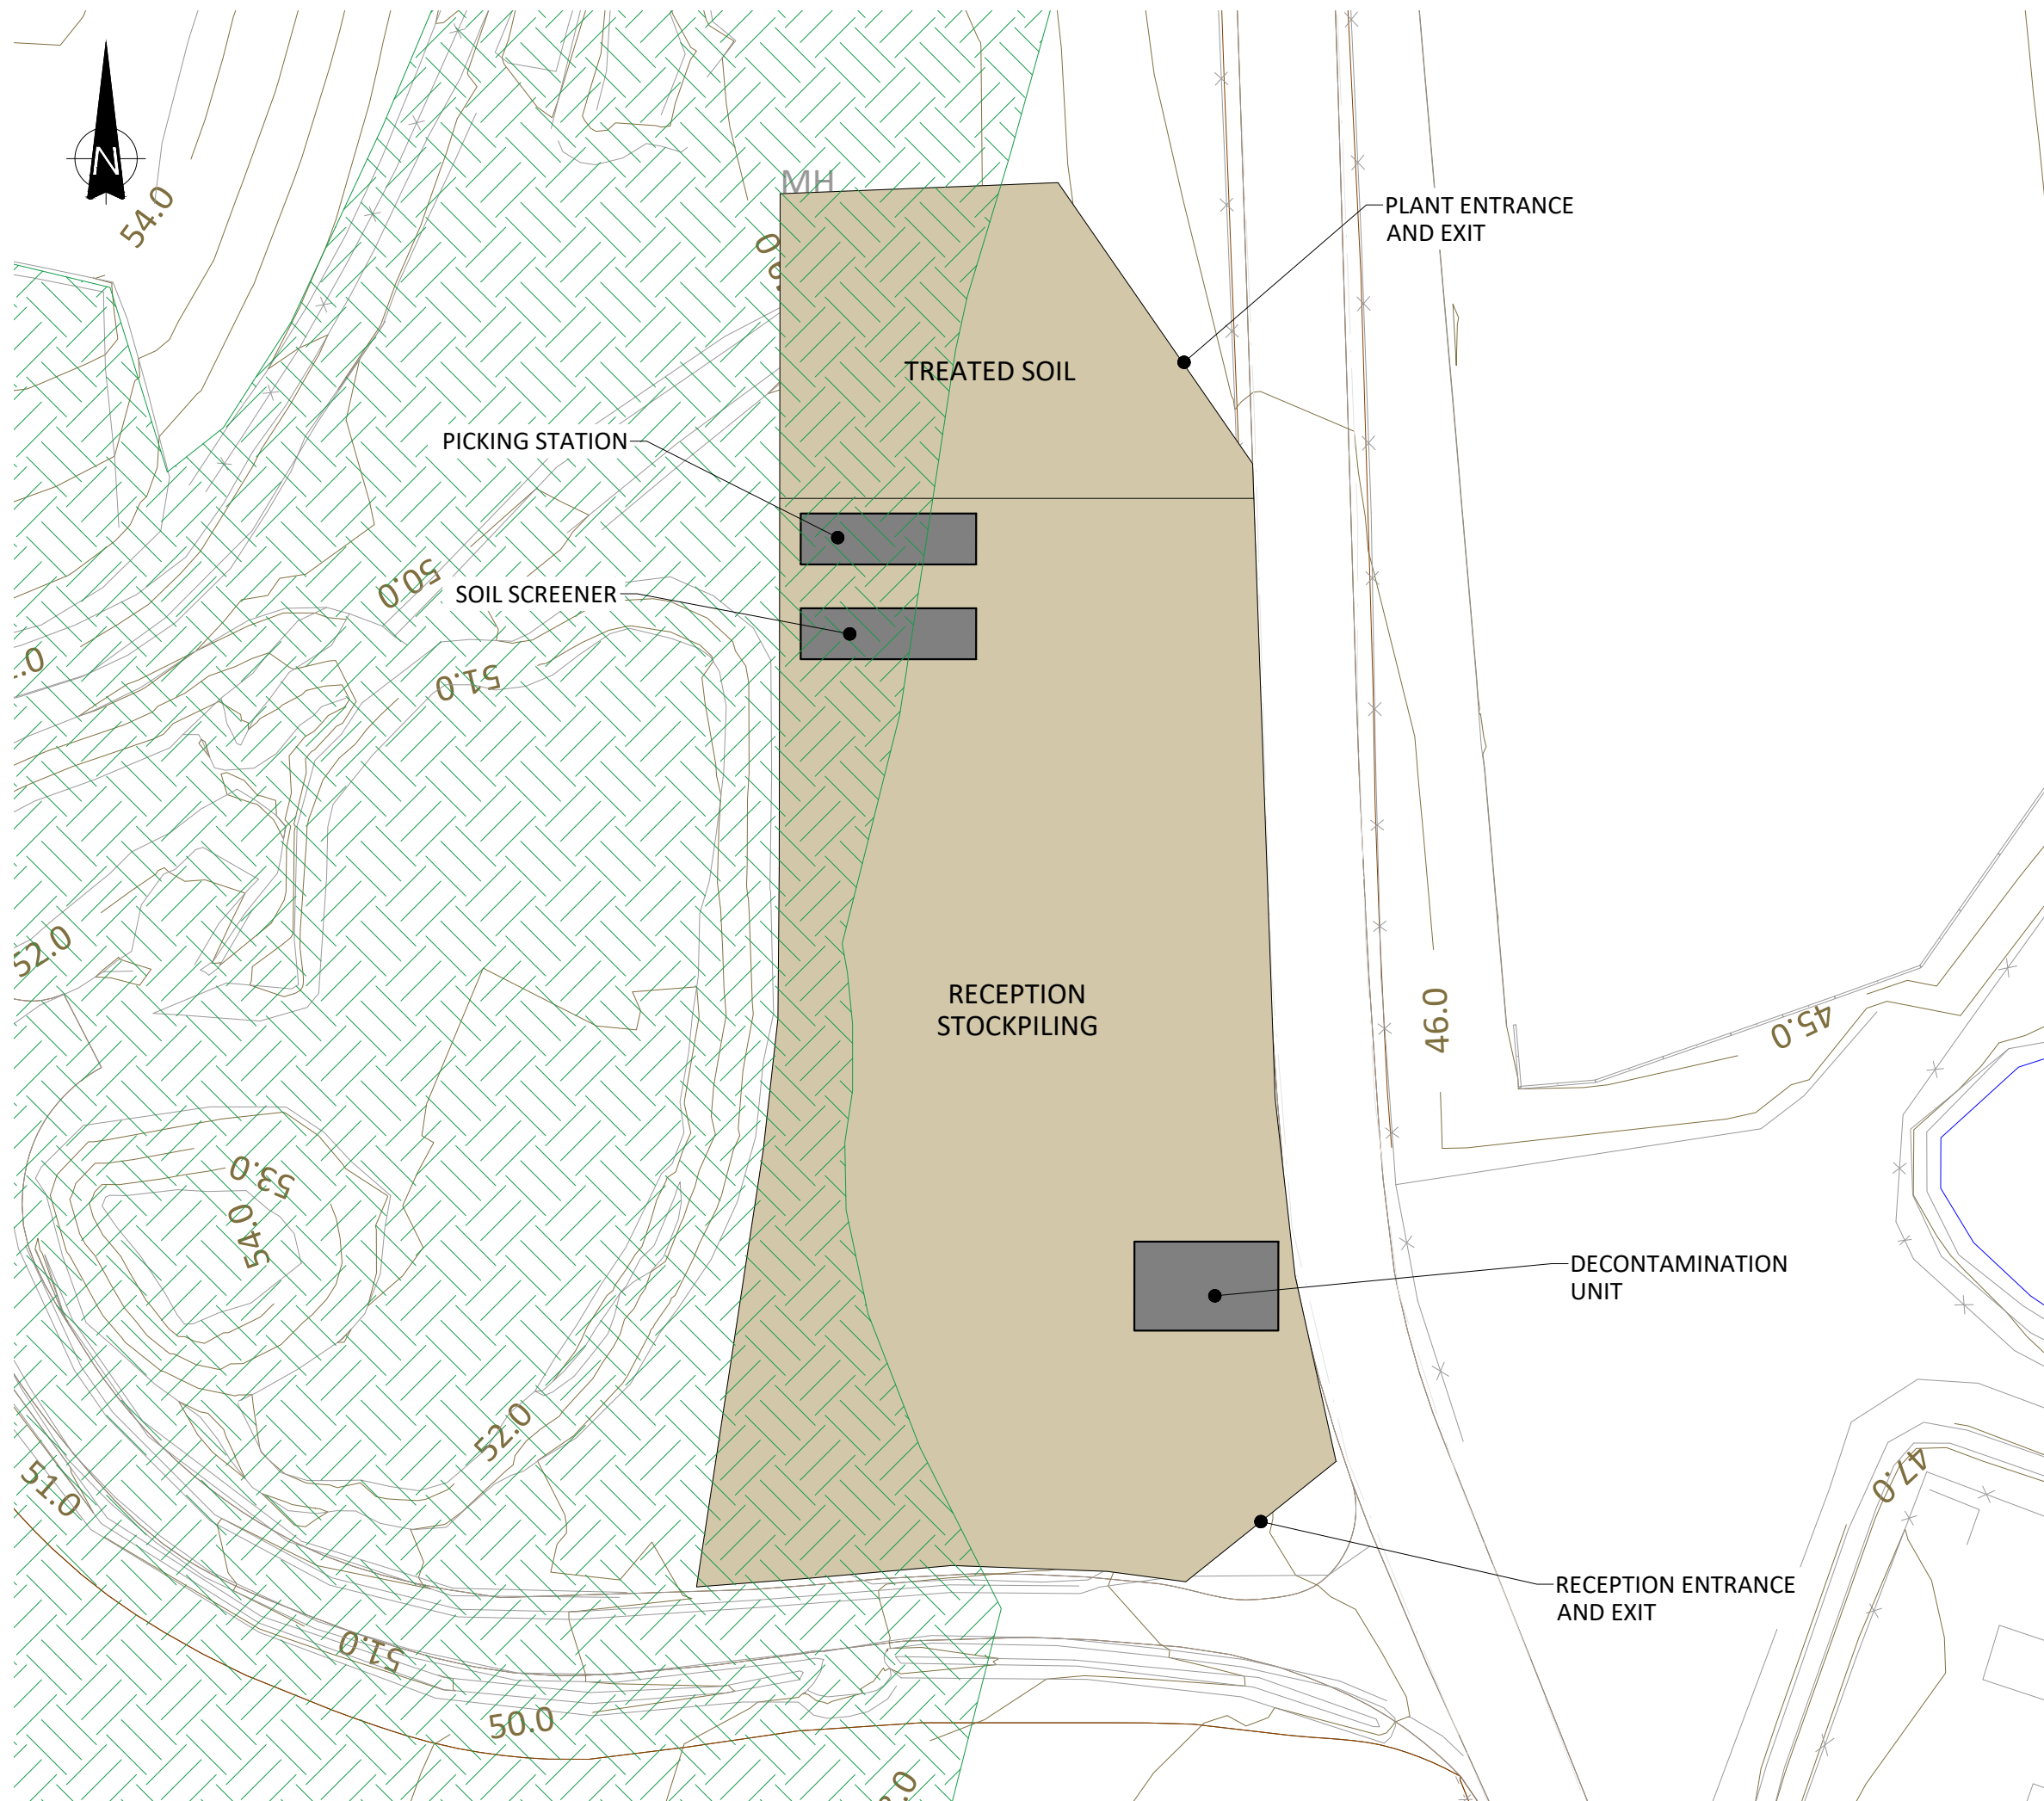 N
54.0
MH
PLANT ENTRANCE
AND EXIT
TREATED SOIL
PICKING STATION
50.0
SOIL SCREENER
51.0
52.0
RECEPTION
STOCKPILING
46.0
45.0
53.0
54.0
DECONTAMINATION
UNIT
52.0
51.0
47.0
RECEPTION ENTRANCE
AND EXIT
51.0
50.0